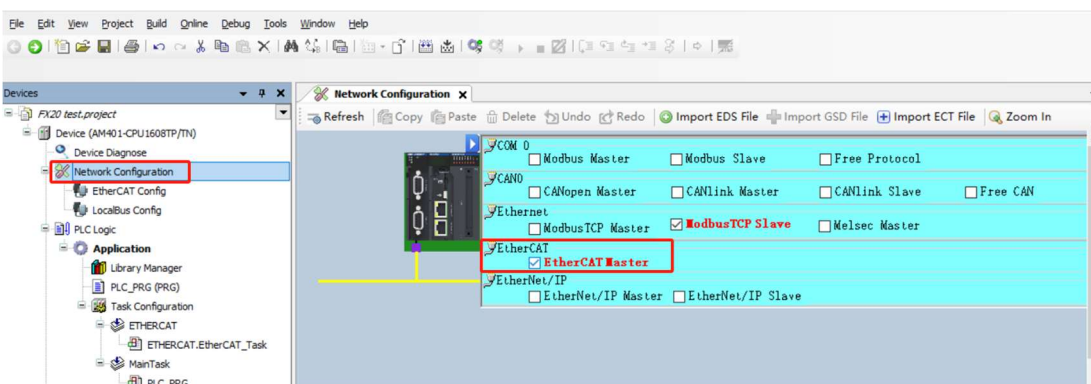 File Edit View Project Build Online Debug Tools Window Help
Devices
FX20 test.project
Device (AM401-CPU1608TP/TN)
Device Diagnose
Network Configuration
EtherCAT Config
LocalBus Config
PLC Logic
Application
Library Manager
PLC_PRG (PRG)
Task Configuration
ETHERCAT
ETHERCAT.EtherCAT_Task
MainTask
PLC_PRG
Network Configuration X
Refresh Copy Paste Delete Undo Redo Import EDS File Import GSD File Import ECT File Zoom In
COM 0
Modbus Master Modbus Slave Free Protocol
CAN0
CANopen Master CANlink Master CANlink Slave Free CAN
Ethernet
ModbusTCP Master ModbusTCP Slave Melsec Master
EtherCAT
EtherCAT Master
EtherNet/IP
EtherNet/IP Master EtherNet/IP Slave